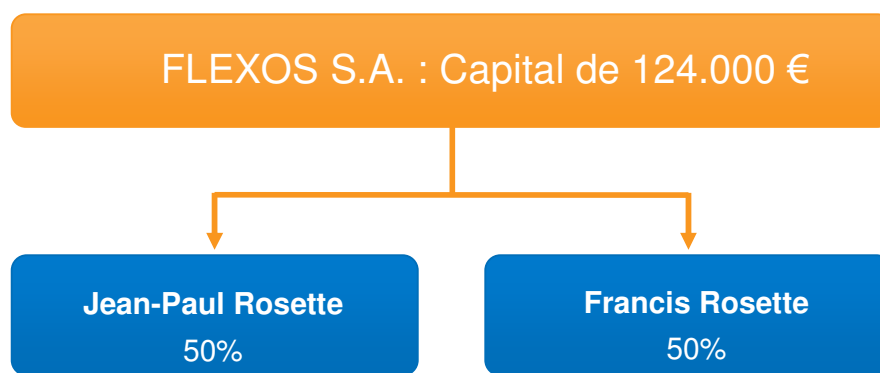 FLEXOS S.A. : Capital de 124.000 €
Jean-Paul Rosette
50%
Francis Rosette
50%